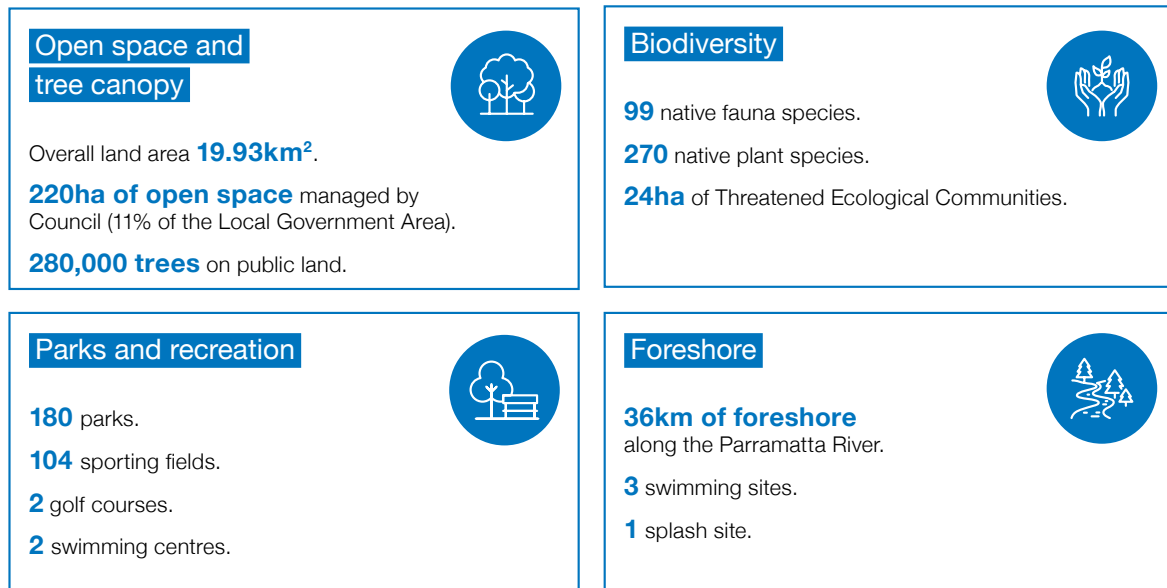 Open space and
tree canopy
Overall land area 19.93km².
220ha of open space managed by
Council (11% of the Local Government Area).
280,000 trees on public land.
Biodiversity
99 native fauna species.
270 native plant species.
24ha of Threatened Ecological Communities.
Parks and recreation
180 parks.
104 sporting fields.
2 golf courses.
2 swimming centres.
Foreshore
36km of foreshore
along the Parramatta River.
3 swimming sites.
1 splash site.